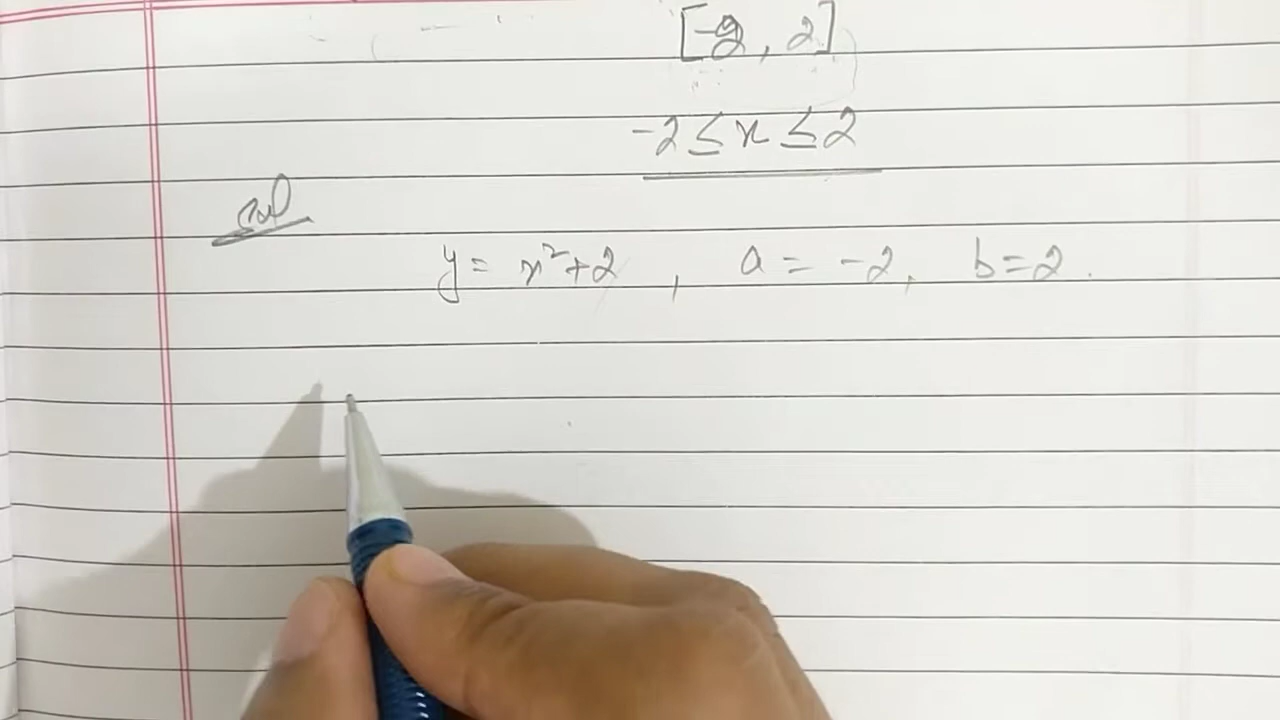 [-2, 2]
-2 ≤ x ≤ 2
Sol
y = x²+2 , a = -2, b=2.